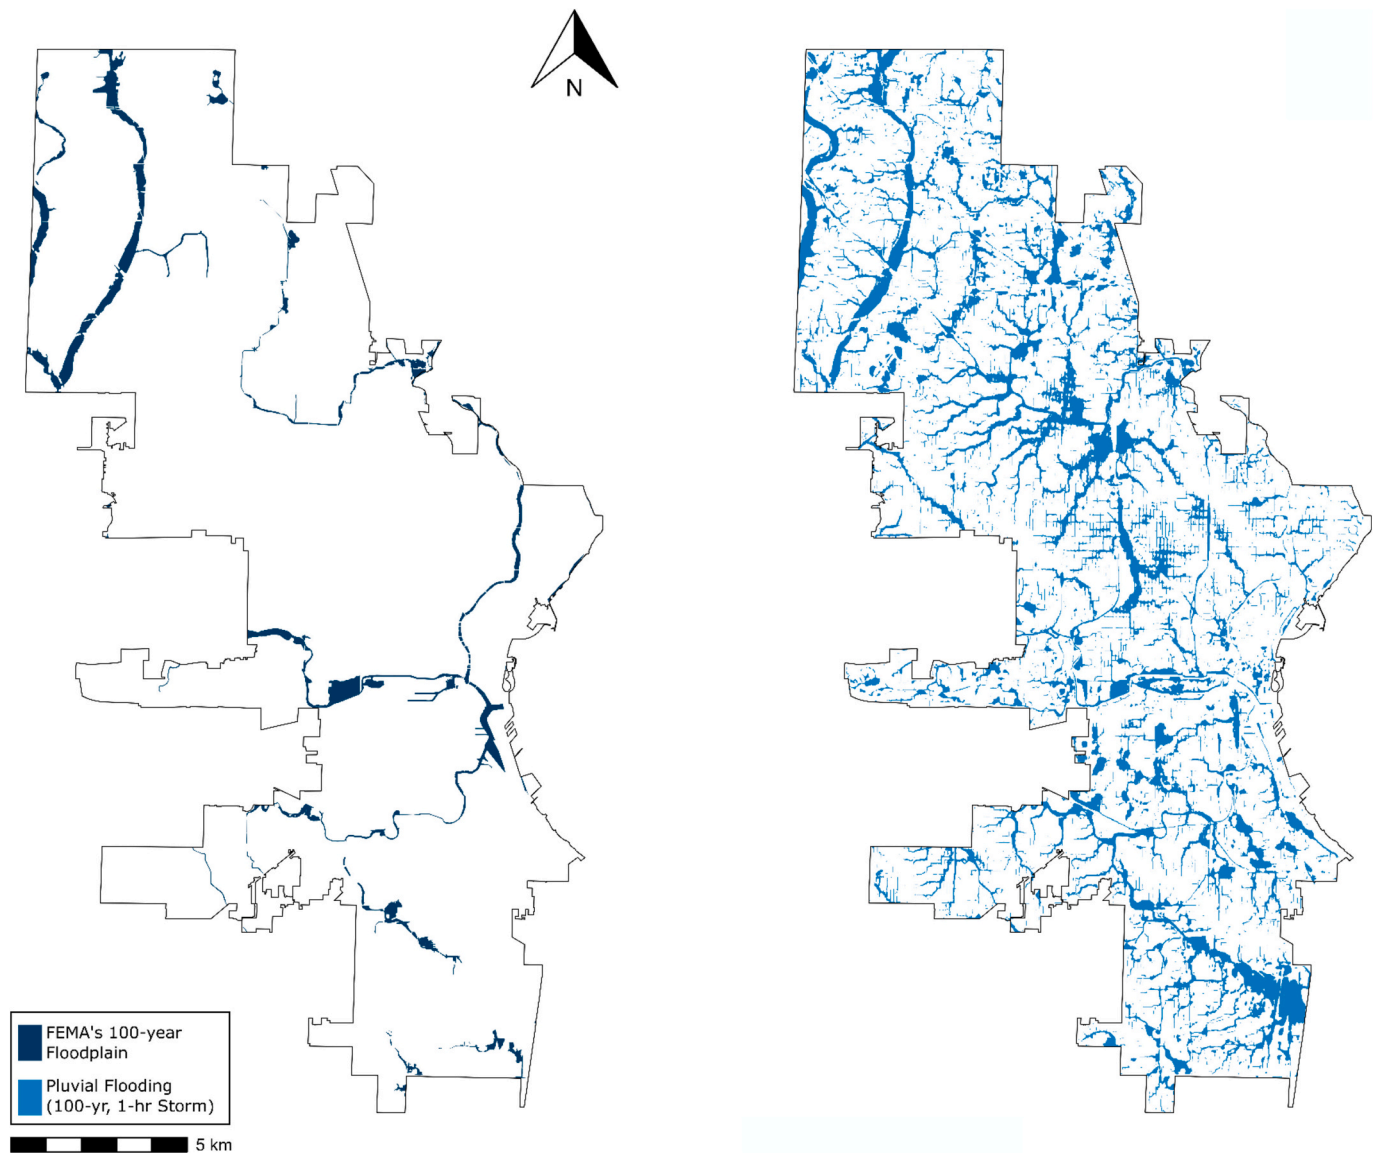 N
FEMA's 100-year
Floodplain
Pluvial Flooding
(100-yr, 1-hr Storm)
5 km